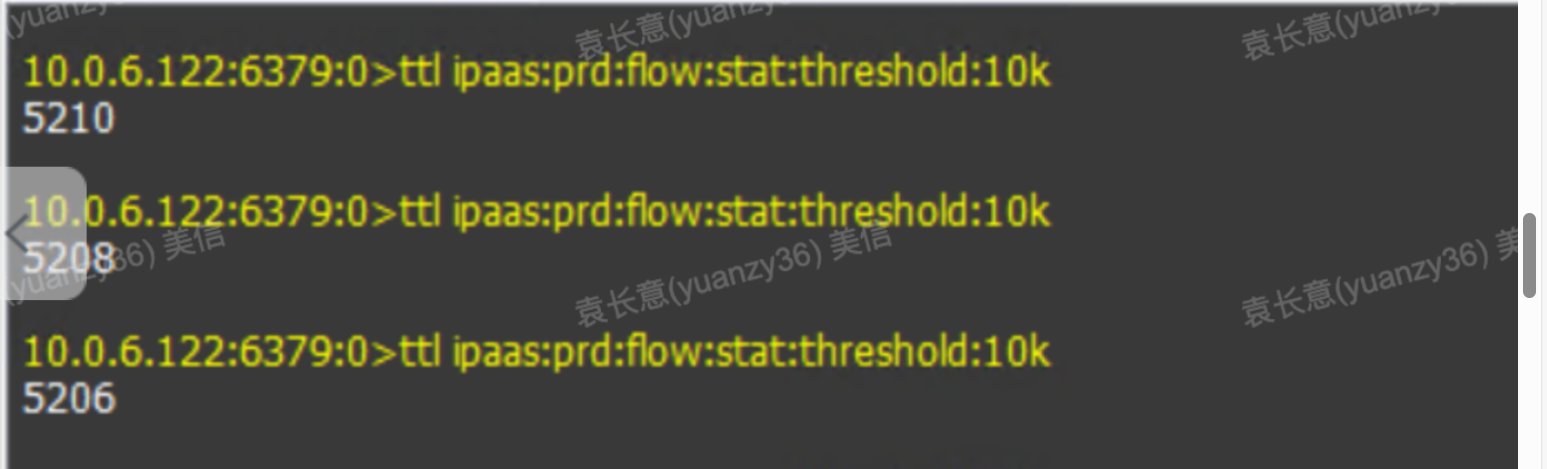 (yuanz
袁长意(yuanzy
袁长意(yuanzy
10.0.6.122:6379:0>ttl ipaas:prd:flow:stat:threshold:10k
5210
10.0.6.122:6379:0>ttl ipaas:prd:flow:stat:threshold:10k
5208
(yuanzy36) 美信
袁长意(yuanzy36) 美信
袁长意(yuanzy36) 美
10.0.6.122:6379:0>ttl ipaas:prd:flow:stat:threshold:10k
5206